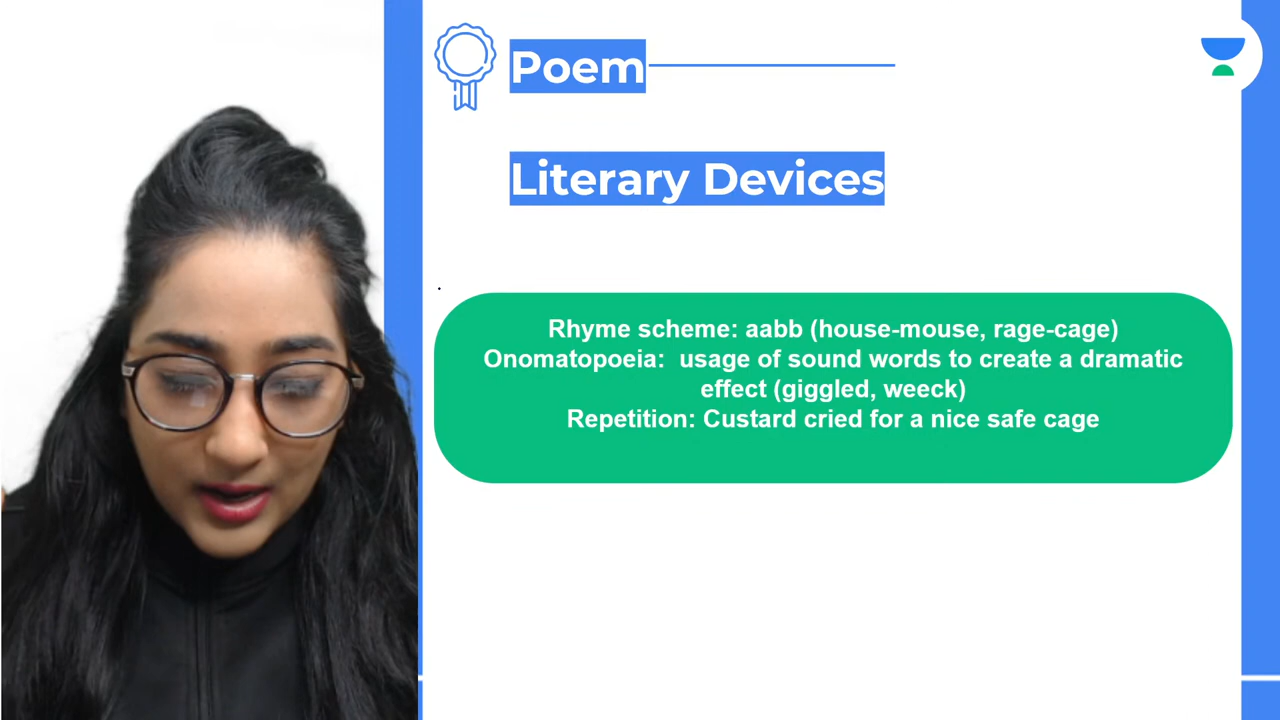 Poem
Literary Devices
.
Rhyme scheme: aabb (house-mouse, rage-cage)
Onomatopoeia:  usage of sound words to create a dramatic
effect (giggled, weeck)
Repetition: Custard cried for a nice safe cage